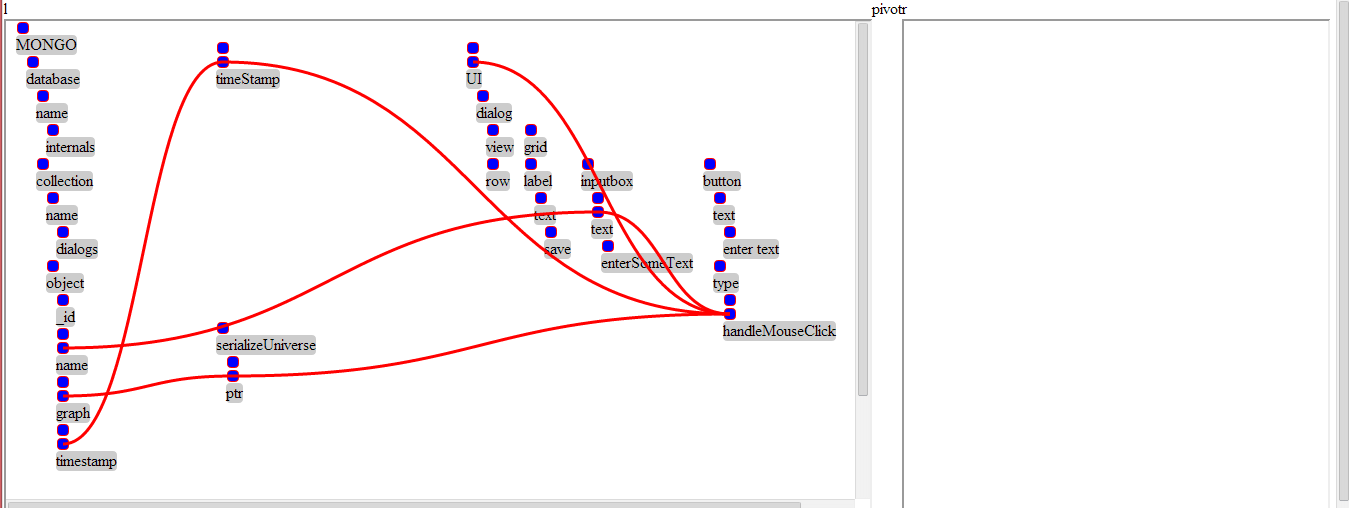 l
pivotr
MONGO
database
name
internals
collection
name
dialogs
object
_id
name
graph
timestamp
timeStamp
serializeUniverse
ptr
UI
dialog
view
grid
row
label
text
save
inputbox
text
enterSomeText
button
text
enter text
type
handleMouseClick